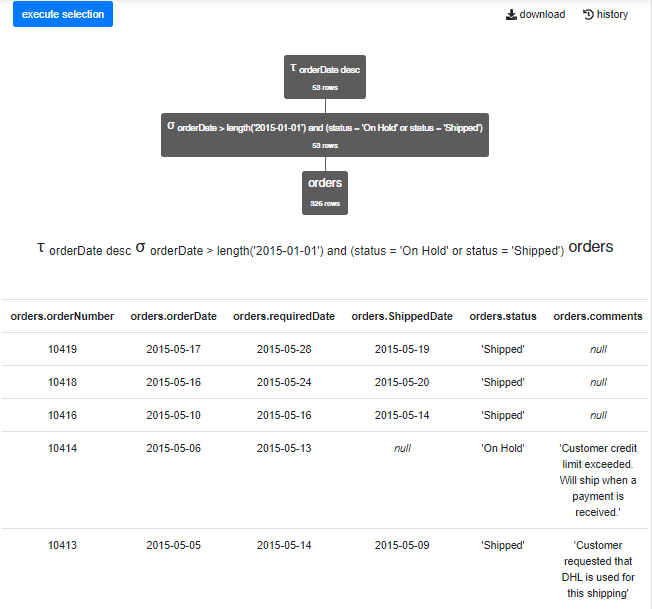 execute selection
download
history
τ orderDate desc
53 rows
σ orderDate > length('2015-01-01') and (status = 'On Hold' or status = 'Shipped')
53 rows
orders
326 rows
τ orderDate desc σ orderDate > length('2015-01-01') and (status = 'On Hold' or status = 'Shipped') orders
orders.orderNumber orders.orderDate orders.requiredDate orders.ShippedDate orders.status orders.comments
10419 2015-05-17 2015-05-28 2015-05-19 'Shipped' null
10418 2015-05-16 2015-05-24 2015-05-20 'Shipped' null
10416 2015-05-10 2015-05-16 2015-05-14 'Shipped' null
10414 2015-05-06 2015-05-13 null 'On Hold' 'Customer credit
limit exceeded.
Will ship when a
payment is
received.'
10413 2015-05-05 2015-05-14 2015-05-09 'Shipped' 'Customer
requested that
DHL is used for
this shipping'